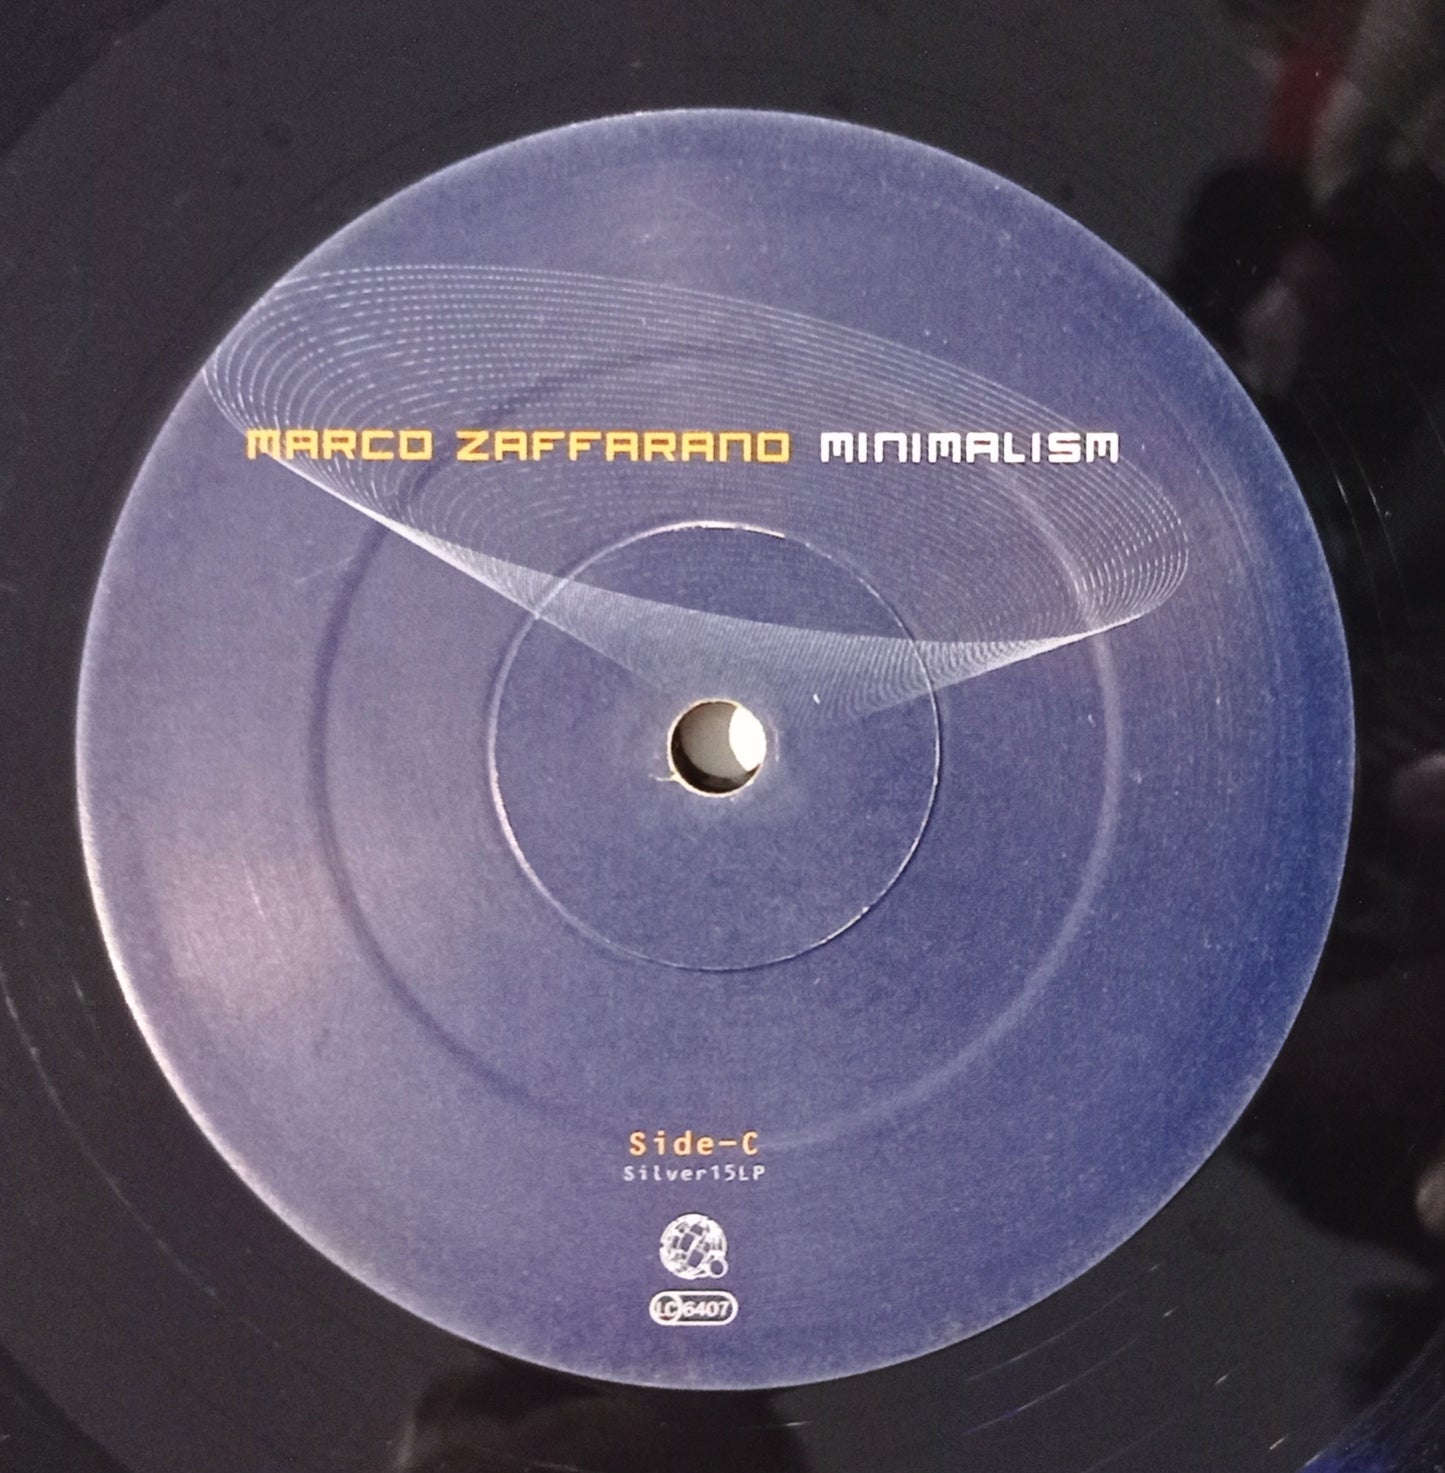 MARCO ZAFFARANO MINIMALISM
Side-C
Silver15LP
LC 6407